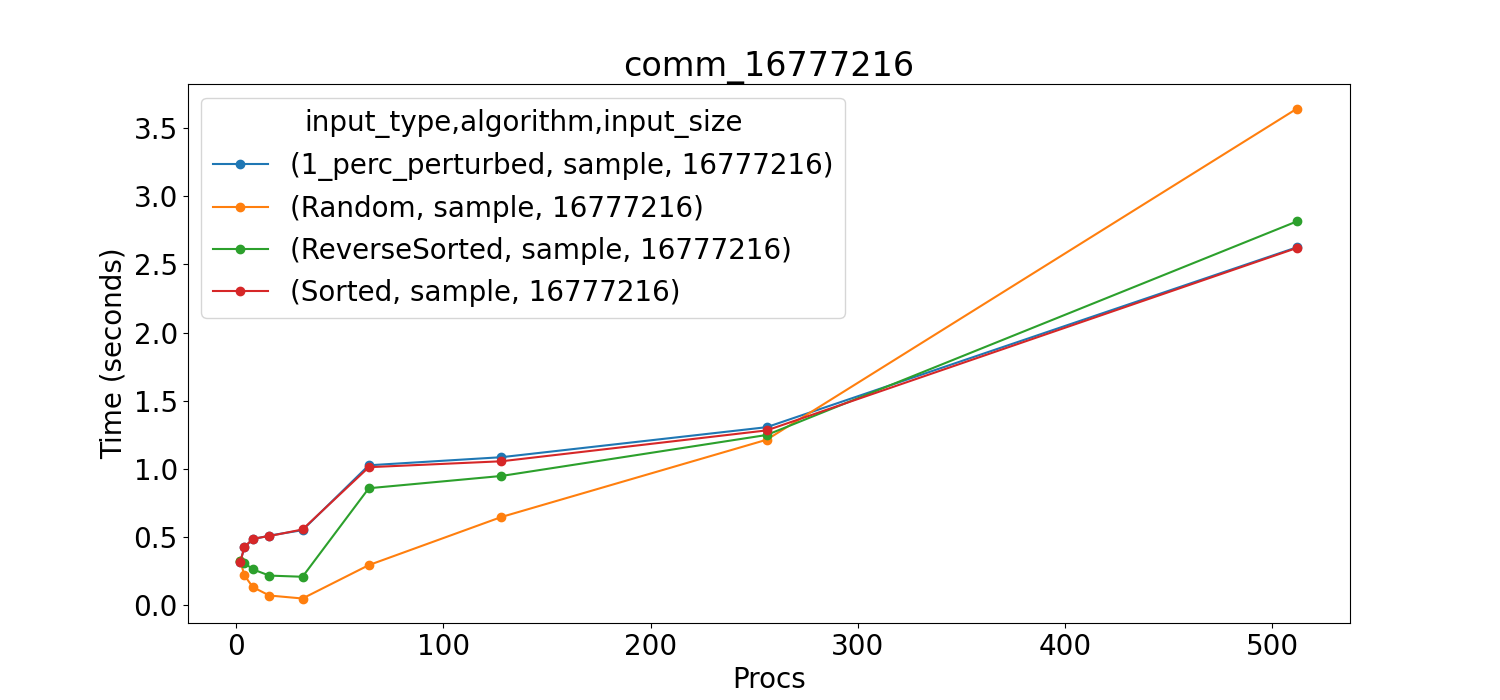 comm_16777216
input_type,algorithm,input_size
(1_perc_perturbed, sample, 16777216)
(Random, sample, 16777216)
(ReverseSorted, sample, 16777216)
(Sorted, sample, 16777216)
Time (seconds)
3.5
3.0
2.5
2.0
1.5
1.0
0.5
0.0
0 100 200 300 400 500
Procs